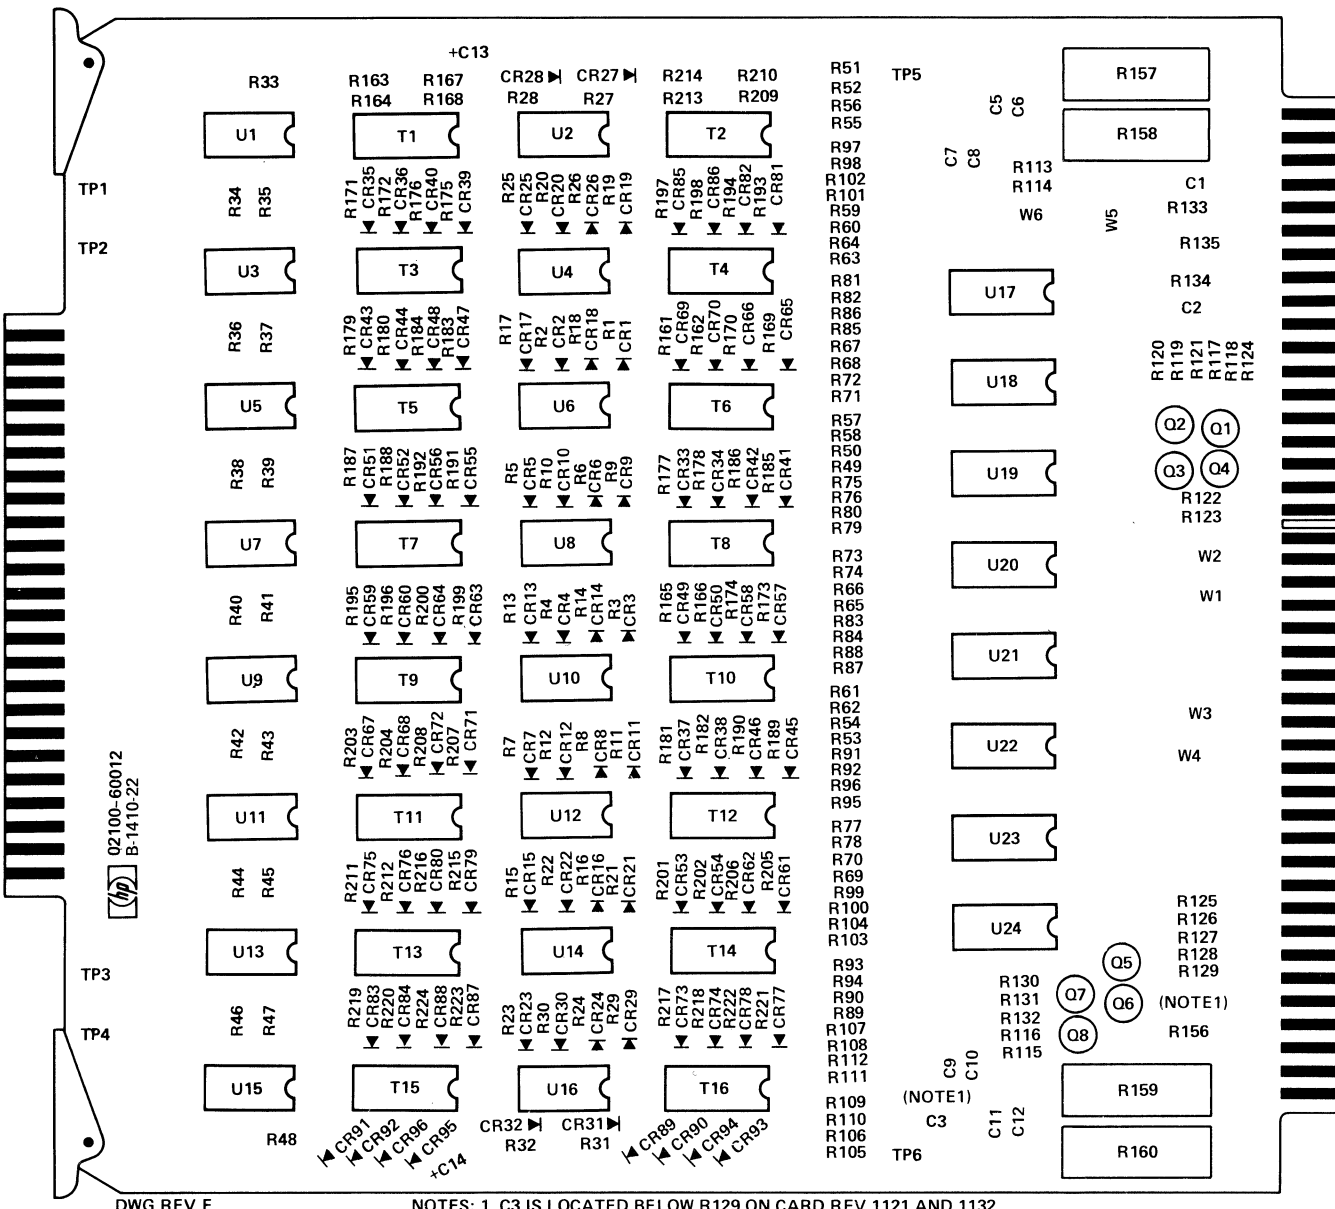 +C13
R33 R163 R167 CR28 CR27 R214 R210
R164 R168 R28 R27 R213 R209
U1 T1 U2 T2
R34 R35 R171 CR35 R172 CR36 R176 CR40 R175 CR39 R25 CR25 R20 CR20 R26 CR26 R19 CR19 R197 CR85 R198 CR86 R194 CR82 R193 CR81
TP1
TP2
U3 T3 U4 T4
R36 R37 R179 CR43 R180 CR44 R184 CR48 R183 CR47 R17 CR17 R2 CR2 R18 CR18 R1 CR1 R161 CR69 R162 CR70 R170 CR66 R169 CR65
U5 T5 U6 T6
R38 R39 R187 CR51 R188 CR52 R192 CR56 R191 CR55 R5 CR5 R10 CR10 R6 CR6 R9 CR9 R177 CR33 R178 CR34 R186 CR42 R185 CR41
U7 T7 U8 T8
R40 R41 R195 CR59 R196 CR60 R200 CR64 R199 CR63 R13 CR13 R4 CR4 R14 CR14 R3 CR3 R165 CR49 R166 CR50 R174 CR58 R173 CR57
U9 T9 U10 T10
R42 R43 R203 CR67 R204 CR68 R208 CR72 R207 CR71 R7 CR7 R12 CR12 R8 CR8 R11 CR11 R181 CR37 R182 CR38 R190 CR46 R189 CR45
02100-60012
B-1410-22
hp
U11 T11 U12 T12
R44 R45 R211 CR75 R212 CR76 R216 CR80 R215 CR79 R15 CR15 R22 CR22 R16 CR16 R21 CR21 R201 CR53 R202 CR54 R206 CR62 R205 CR61
U13 T13 U14 T14
TP3
TP4
R46 R47 R219 CR83 R220 CR84 R224 CR88 R223 CR87 R23 CR23 R30 CR30 R24 CR24 R29 CR29 R217 CR73 R218 CR74 R222 CR78 R221 CR77
U15 T15 U16 T16
R48 CR91 CR92 CR96 CR95 CR32 CR31 CR89 CR90 CR94 CR93
R32 R31
+C14
R51
R52
R56
R55
R97
R98
R102
R101
R59
R60
R64
R63
R81
R82
R86
R85
R67
R68
R72
R71
R57
R58
R50
R49
R75
R76
R80
R79
R73
R74
R66
R65
R83
R84
R88
R87
R61
R62
R54
R53
R91
R92
R96
R95
R77
R78
R70
R69
R99
R100
R104
R103
R93
R94
R90
R89
R107
R108
R112
R111
R109
R110
R106
R105
TP5
R157
C5 C6
R158
C7 C8
R113
R114
C1
W6 W5 R133
R135
U17 R134
C2
R120 R119 R121 R117 R118 R124
U18
Q2 Q1
U19 Q3 Q4
R122
R123
U20 W2
W1
U21
W3
U22 W4
U23
U24
R125
R126
R127
R128
R129
Q5
R130 Q7 Q6 (NOTE1)
R131
R132 Q8 R156
R116
R115
C9 C10
(NOTE1)
C3 C11 C12
R159
TP6 R160
DWG REV E NOTES: 1. C3 IS LOCATED BELOW R129 ON CARD REV 1121 AND 1132